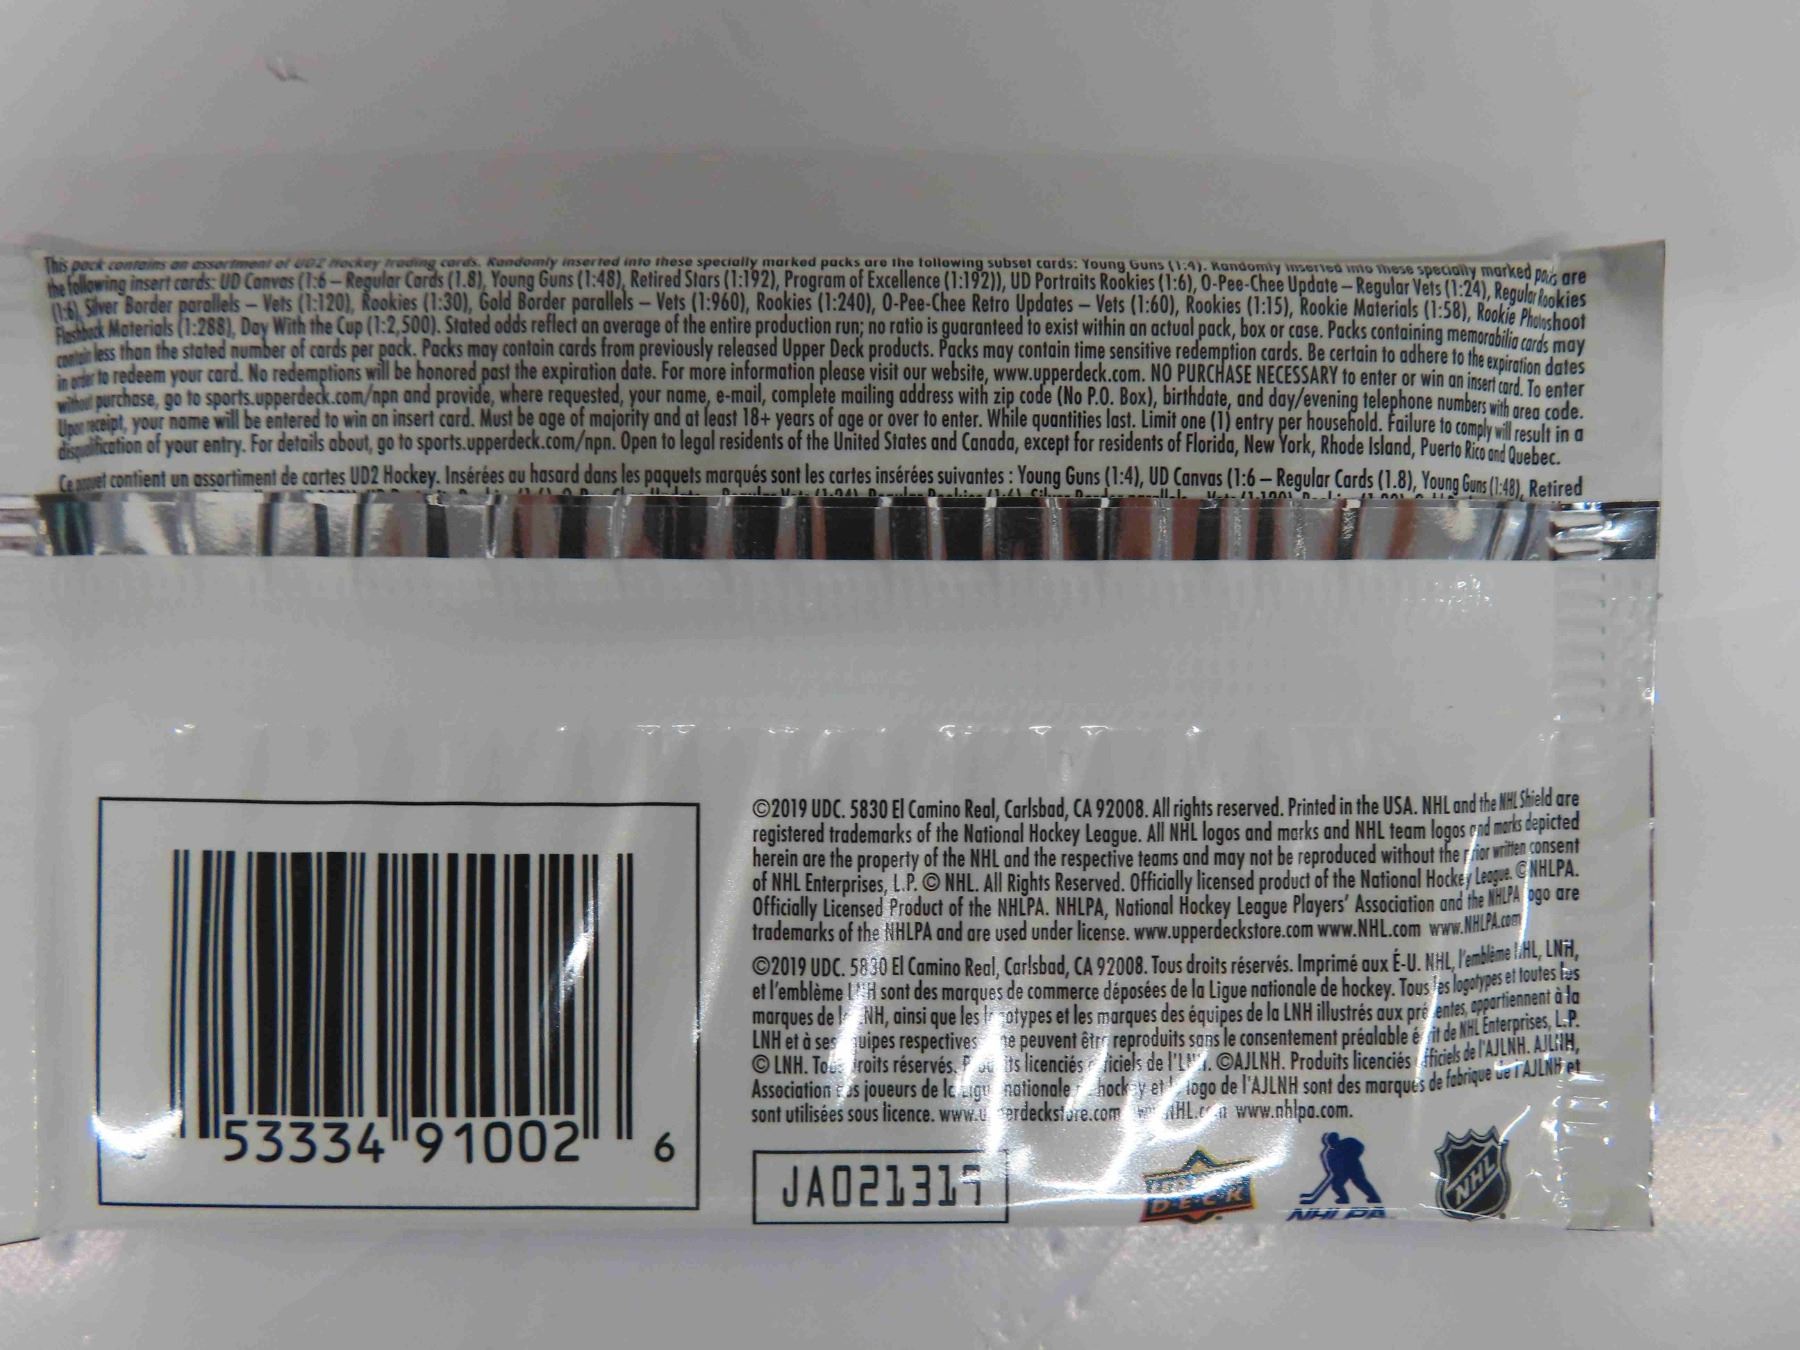 This pack contains an assortment of UD2 Hockey trading cards. Randomly inserted into these specially marked packs are the following subset cards: Young Guns (1:4). Randomly inserted into these specially marked packs are
the following insert cards: UD Canvas (1:6 – Regular Cards (1.8), Young Guns (1:48), Retired Stars (1:192), Program of Excellence (1:192)), UD Portraits Rookies (1:6), O-Pee-Chee Update – Regular Vets (1:24), Regular Rookies
(1:6), Silver Border parallels – Vets (1:120), Rookies (1:30), Gold Border parallels – Vets (1:960), Rookies (1:240), O-Pee-Chee Retro Updates – Vets (1:60), Rookies (1:15), Rookie Materials (1:58), Rookie Photoshoot
Flashback Materials (1:288), Day With the Cup (1:2,500). Stated odds reflect an average of the entire production run; no ratio is guaranteed to exist within an actual pack, box or case. Packs containing memorabilia cards may
contain less than the stated number of cards per pack. Packs may contain cards from previously released Upper Deck products. Packs may contain time sensitive redemption cards. Be certain to adhere to the expiration dates
in order to redeem your card. No redemptions will be honored past the expiration date. For more information please visit our website, www.upperdeck.com. NO PURCHASE NECESSARY to enter or win an insert card. To enter
without purchase, go to sports.upperdeck.com/npn and provide, where requested, your name, e-mail, complete mailing address with zip code (No P.O. Box), birthdate, and day/evening telephone numbers with area code.
Upon receipt, your name will be entered to win an insert card. Must be age of majority and at least 18+ years of age or over to enter. While quantities last. Limit one (1) entry per household. Failure to comply will result in a
disqualification of your entry. For details about, go to sports.upperdeck.com/npn. Open to legal residents of the United States and Canada, except for residents of Florida, New York, Rhode Island, Puerto Rico and Quebec.
Ce paquet contient un assortiment de cartes UD2 Hockey. Insérées au hasard dans les paquets marqués sont les cartes insérées suivantes : Young Guns (1:4), UD Canvas (1:6 – Regular Cards (1.8), Young Guns (1:48), Retired
©2019 UDC. 5830 El Camino Real, Carlsbad, CA 92008. All rights reserved. Printed in the USA. NHL and the NHL Shield are
registered trademarks of the National Hockey League. All NHL logos and marks and NHL team logos and marks depicted
herein are the property of the NHL and the respective teams and may not be reproduced without the prior written consent
of NHL Enterprises, L.P. © NHL. All Rights Reserved. Officially licensed product of the National Hockey League. ©NHLPA.
Officially Licensed Product of the NHLPA. NHLPA, National Hockey League Players' Association and the NHLPA logo are
trademarks of the NHLPA and are used under license. www.upperdeckstore.com www.NHL.com www.NHLPA.com
©2019 UDC. 5830 El Camino Real, Carlsbad, CA 92008. Tous droits réservés. Imprimé aux É-U. NHL, l'emblème NHL, LNH,
et l'emblème LNH sont des marques de commerce déposées de la Ligue nationale de hockey. Tous les logotypes et toutes les
marques de la LNH, ainsi que les logotypes et les marques des équipes de la LNH illustrés aux présentes, appartiennent à la
LNH et à ses équipes respectives ne peuvent être reproduits sans le consentement préalable écrit de NHL Enterprises, L.P.
© LNH. Tous droits réservés. Produits licenciés officiels de l'LNH. ©AJLNH. Produits licenciés officiels de l'AJLNH. AJLNH,
Association des joueurs de la Ligue nationale hockey et logo de l'AJLNH sont des marques de fabrique de l'AJLNH et
sont utilisées sous licence. www.upperdeckstore.com www.NHL.com www.nhlpa.com.
53334 91002 6
JA021319
UPPER DECK
NHLPA
NHL